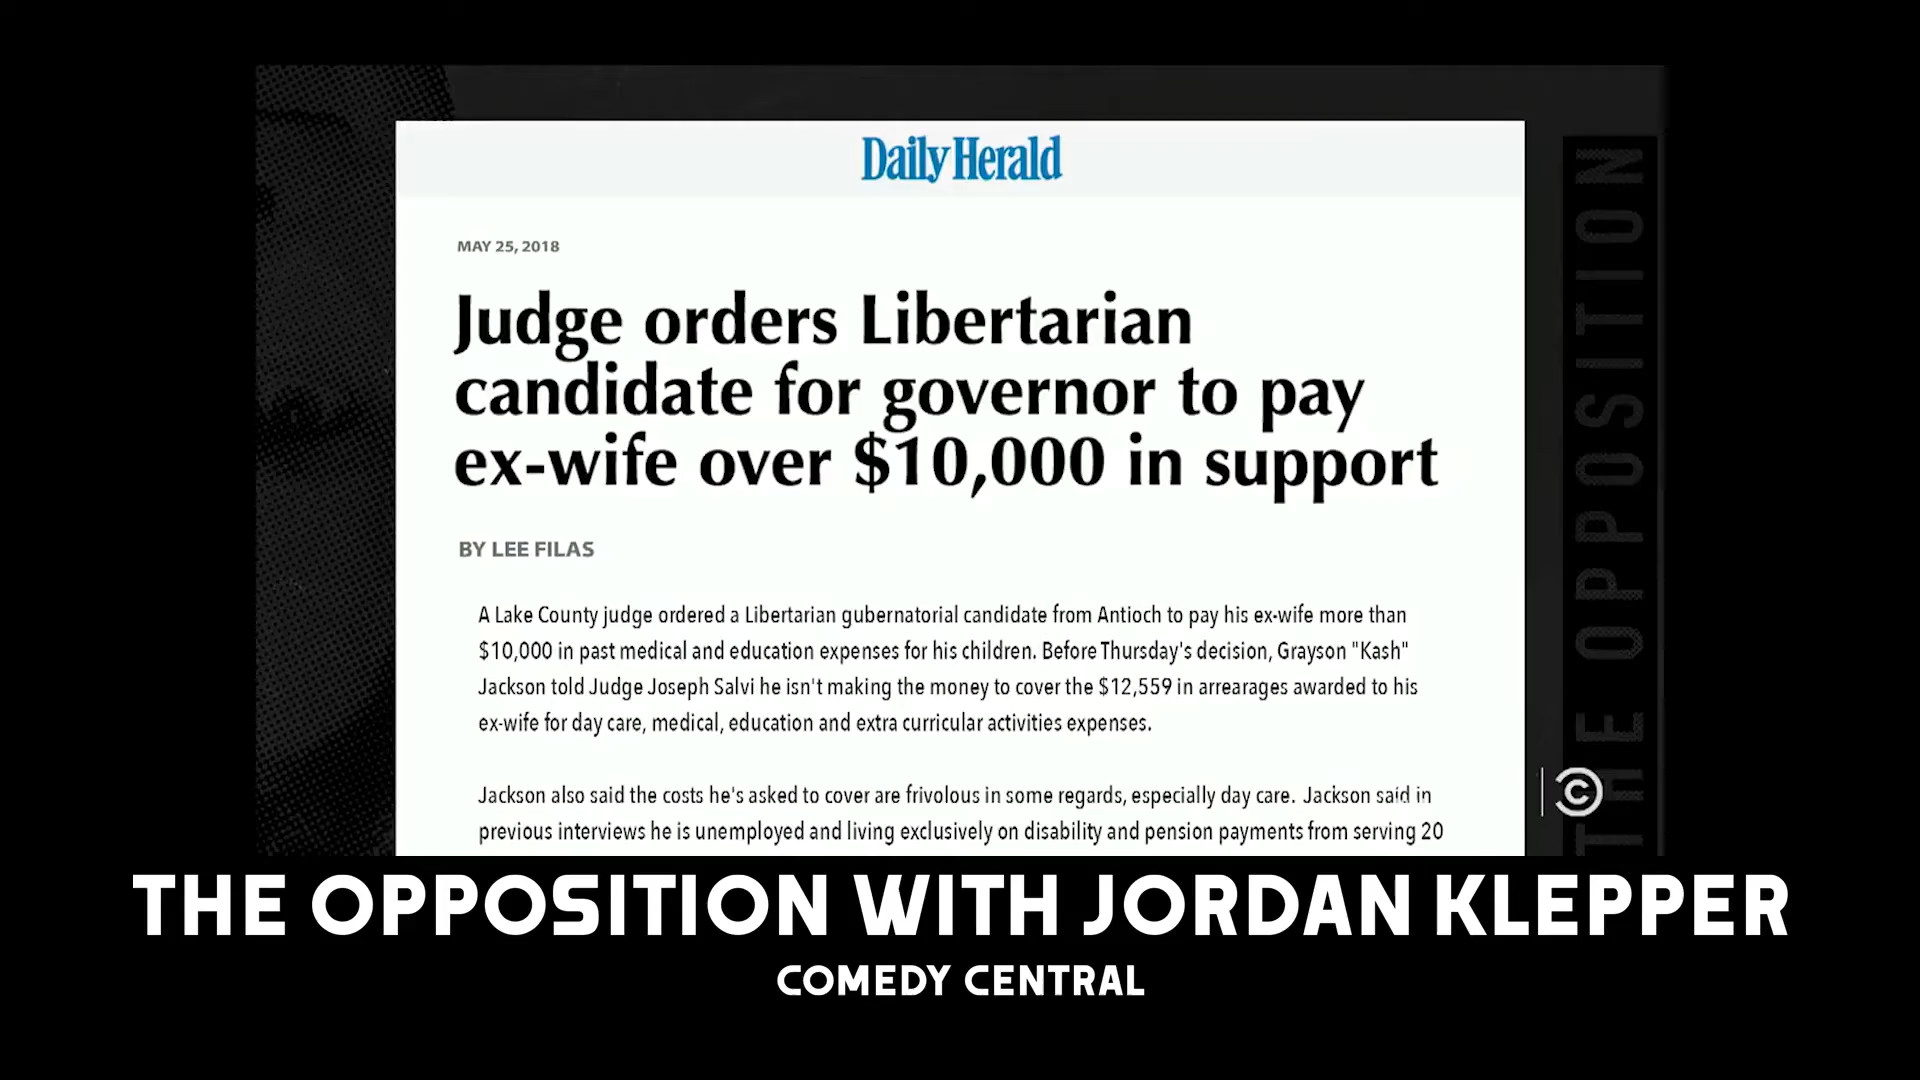 Daily Herald
MAY 25, 2018
Judge orders Libertarian
candidate for governor to pay
ex-wife over $10,000 in support
BY LEE FILAS
A Lake County judge ordered a Libertarian gubernatorial candidate from Antioch to pay his ex-wife more than
$10,000 in past medical and education expenses for his children. Before Thursday's decision, Grayson "Kash"
Jackson told Judge Joseph Salvi he isn't making the money to cover the $12,559 in arrearages awarded to his
ex-wife for day care, medical, education and extra curricular activities expenses.
Jackson also said the costs he's asked to cover are frivolous in some regards, especially day care. Jackson said in
previous interviews he is unemployed and living exclusively on disability and pension payments from serving 20
THE OPPOSITION
THE OPPOSITION WITH JORDAN KLEPPER
COMEDY CENTRAL